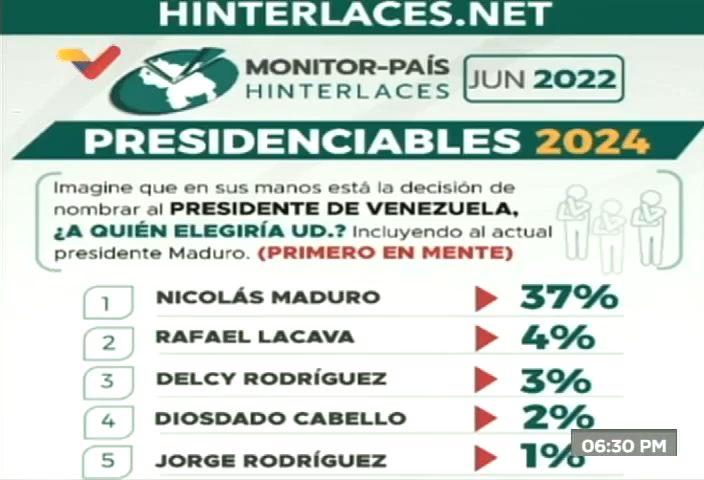 HINTERLACES.NET
MONITOR-PAÍS
HINTERLACES
JUN 2022
PRESIDENCIABLES 2024
Imagine que en sus manos está la decisión de
nombrar al PRESIDENTE DE VENEZUELA,
¿A QUIÉN ELEGIRÍA UD.? Incluyendo al actual
presidente Maduro. (PRIMERO EN MENTE)
1 NICOLÁS MADURO 37%
2 RAFAEL LACAVA 4%
3 DELCY RODRÍGUEZ 3%
4 DIOSDADO CABELLO 2%
5 JORGE RODRÍGUEZ 1%
06:30 PM